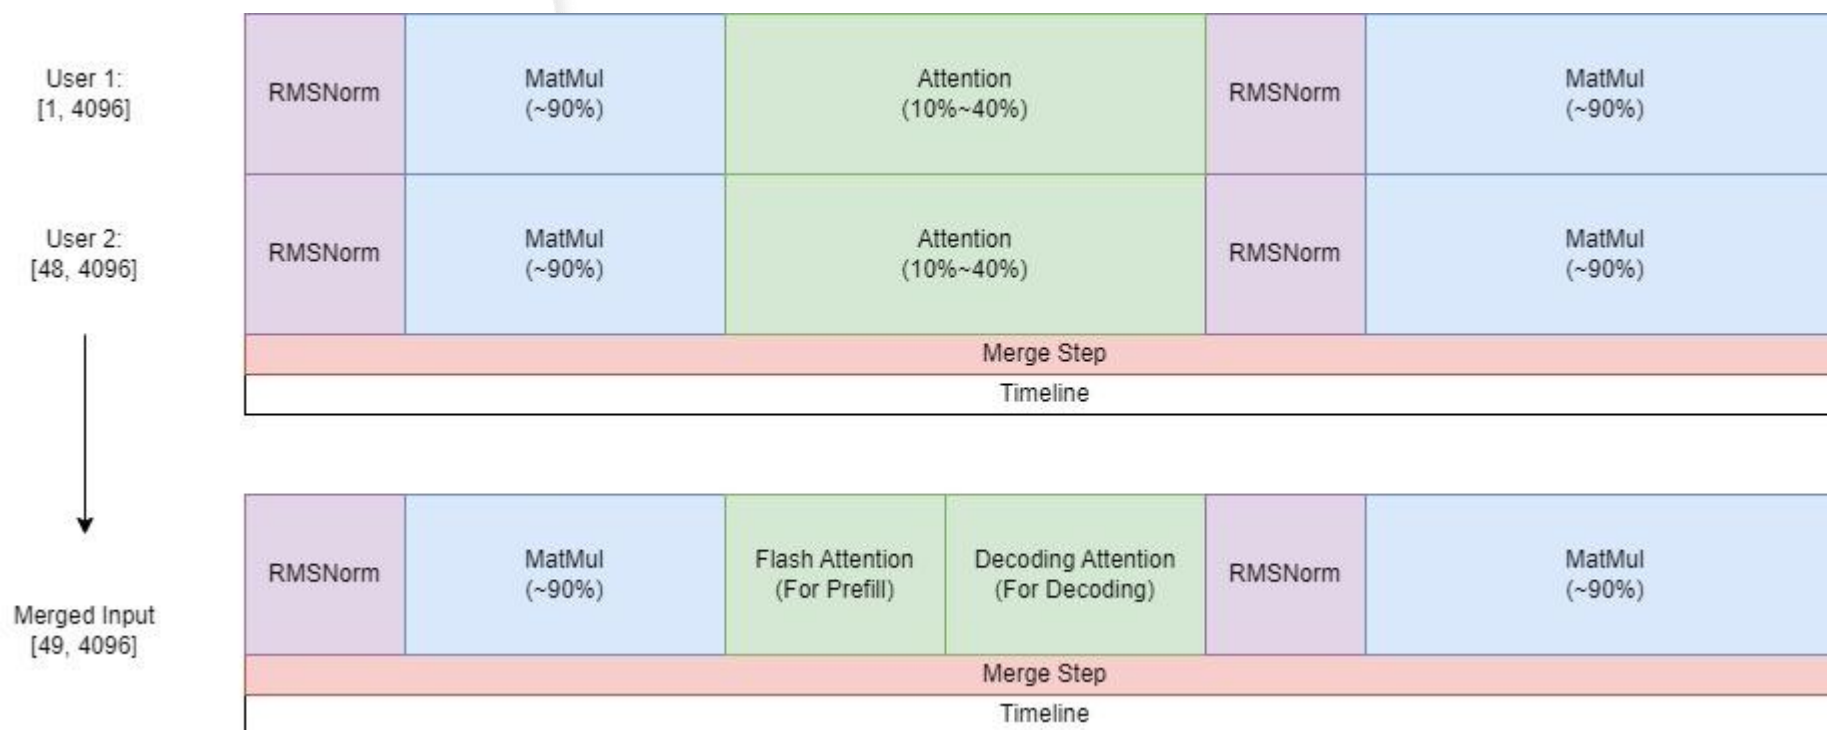 User 1:
[1, 4096]
RMSNorm
MatMul
(~90%)
Attention
(10%~40%)
RMSNorm
MatMul
(~90%)
User 2:
[48, 4096]
RMSNorm
MatMul
(~90%)
Attention
(10%~40%)
RMSNorm
MatMul
(~90%)
Merge Step
Timeline
Merged Input
[49, 4096]
RMSNorm
MatMul
(~90%)
Flash Attention
(For Prefill)
Decoding Attention
(For Decoding)
RMSNorm
MatMul
(~90%)
Merge Step
Timeline